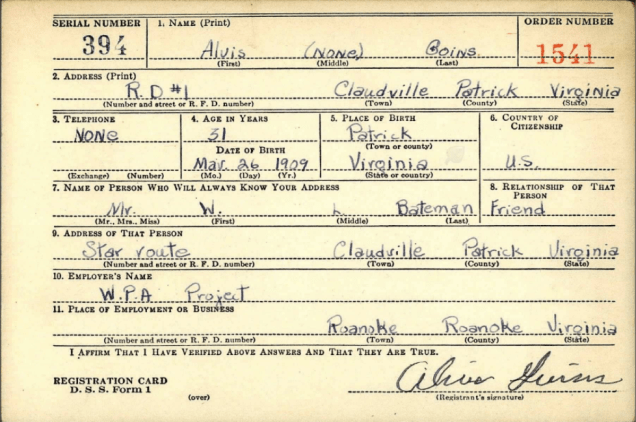 SERIAL NUMBER 1. NAME (Print) ORDER NUMBER
394 Alvis (NONE) Goins 1541
(First) (Middle) (Last)
2. ADDRESS (Print)
R.D #1 Claudville Patrick Virginia
(Number and street or R. F. D. number) (Town) (County) (State)
3. TELEPHONE 4. AGE IN YEARS 5. PLACE OF BIRTH 6. COUNTRY OF CITIZENSHIP
NONE 31 Patrick
(Town or county)
DATE OF BIRTH
Mar. 26 1909 Virginia U.S.
(Exchange) (Number) (Mo.) (Day) (Yr.) (State or country)
7. NAME OF PERSON WHO WILL ALWAYS KNOW YOUR ADDRESS 8. RELATIONSHIP OF THAT PERSON
Mr. W. L. Bateman Friend
(Mr., Mrs., Miss) (First) (Middle) (Last)
9. ADDRESS OF THAT PERSON
Star route Claudville Patrick Virginia
(Number and street or R. F. D. number) (Town) (County) (State)
10. EMPLOYER'S NAME
W.P.A Project
11. PLACE OF EMPLOYMENT OR BUSINESS
Roanoke Roanoke Virginia
(Number and street or R. F. D. number) (Town) (County) (State)
I AFFIRM THAT I HAVE VERIFIED ABOVE ANSWERS AND THAT THEY ARE TRUE.
REGISTRATION CARD
D. S. S. Form 1
(over) (Registrant's signature)